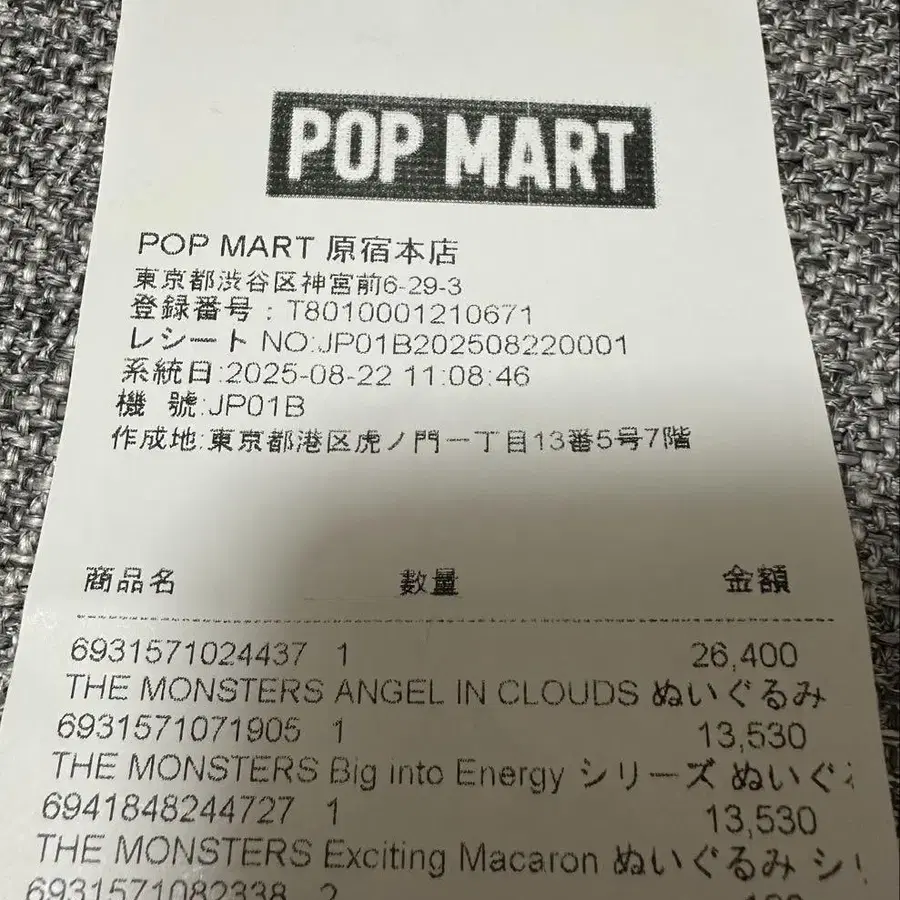 POP MART
POP MART 原宿本店
東京都渋谷区神宮前6-29-3
登録番号：T8010001210671
レシート NO:JP01B202508220001
系統日:2025-08-22 11:08:46
機 號:JP01B
作成地:東京都港区虎ノ門一丁目13番5号7階
商品名 数量 金額
6931571024437 1 26,400
THE MONSTERS ANGEL IN CLOUDS ぬいぐるみ
6931571071905 1 13,530
THE MONSTERS Big into Energy シリーズ ぬいぐ
6941848244727 1 13,530
THE MONSTERS Exciting Macaron ぬいぐるみ シリ
6931571082338 2